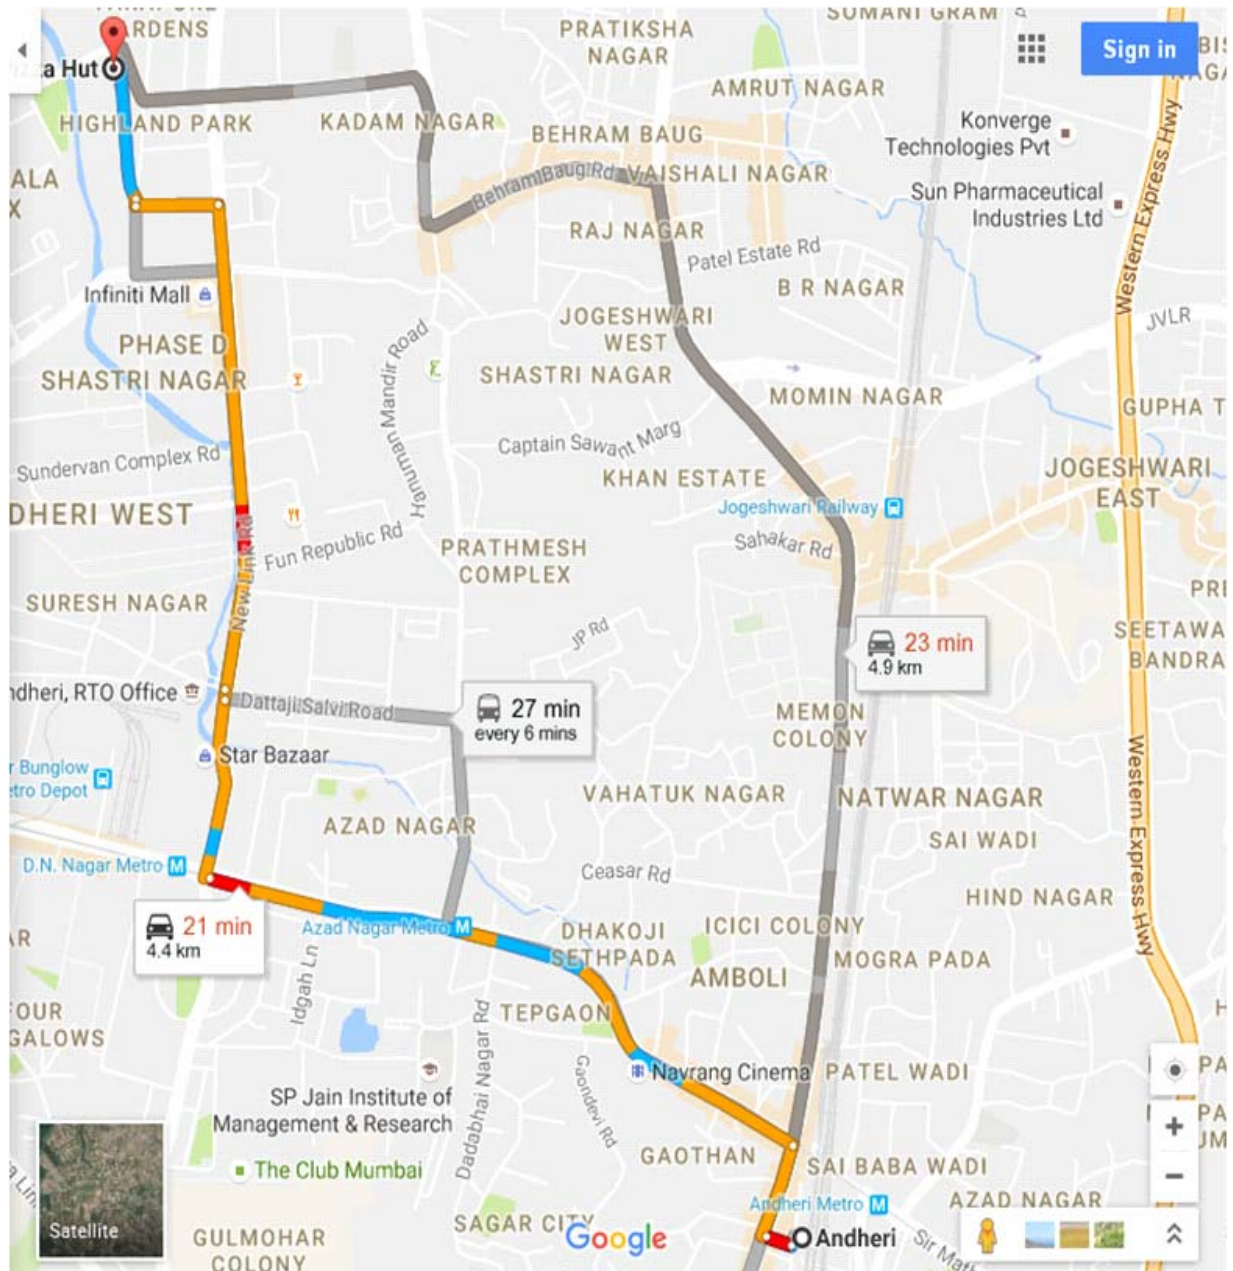 ARDENS
PRATIKSHA
NAGAR
SOMANI GRAM
Sign in
Hut
AMRUT NAGAR
HIGHLAND PARK
KADAM NAGAR
BEHRAM BAUG
Konverge
Technologies Pvt
Behram Baug Rd
VAISHALI NAGAR
Sun Pharmaceutical
Industries Ltd
Western Express Hwy
RAJ NAGAR
Patel Estate Rd
B R NAGAR
Infiniti Mall
JOGESHWARI
WEST
JVLR
PHASE D
SHASTRI NAGAR
Hanuman Mandir Road
SHASTRI NAGAR
MOMIN NAGAR
GUPHA T
Captain Sawant Marg
Sundervan Complex Rd
KHAN ESTATE
JOGESHWARI
EAST
Jogeshwari Railway
DHERI WEST
Sahakar Rd
Fun Republic Rd
New Link Rd
PRATHMESH
COMPLEX
SURESH NAGAR
JP Rd
23 min
4.9 km
SEETAWA
BANDRA
ndheri, RTO Office
Dattaji Salvi Road
27 min
every 6 mins
MEMON
COLONY
Star Bazaar
r Bunglow
etro Depot
VAHATUK NAGAR
NATWAR NAGAR
Western Express Hwy
AZAD NAGAR
SAI WADI
D.N. Nagar Metro
M
Ceasar Rd
HIND NAGAR
21 min
4.4 km
Azad Nagar Metro
M
DHAKOJI
SETHPADA
ICICI COLONY
AR
Idgah Ln
MOGRA PADA
AMBOLI
TEPGAON
FOUR
GALOWS
Dadabhai Nagar Rd
Gaondevi Rd
Navrang Cinema
PATEL WADI
SP Jain Institute of
Management & Research
The Club Mumbai
GAOTHAN
SAI BABA WADI
Andheri Metro
M
AZAD NAGAR
Satellite
SAGAR CITY
Google
Andheri
GULMOHAR
COLONY